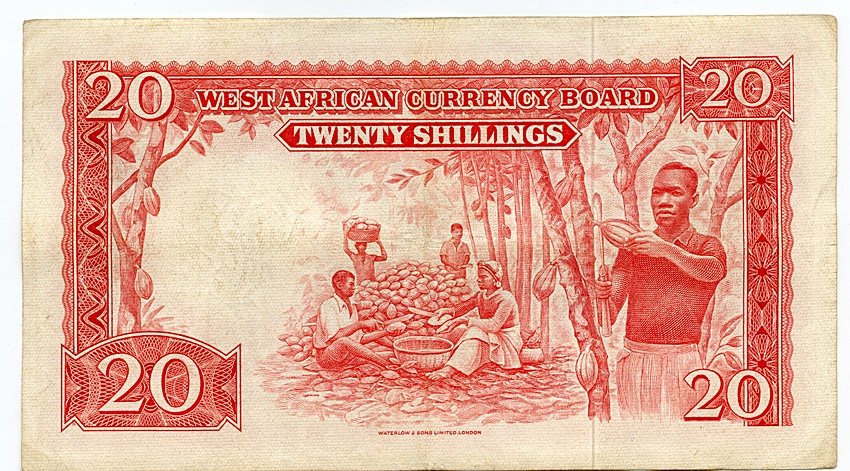 20
20
WEST AFRICAN CURRENCY BOARD
TWENTY SHILLINGS
20
20
WATERLOW & SONS LIMITED, LONDON